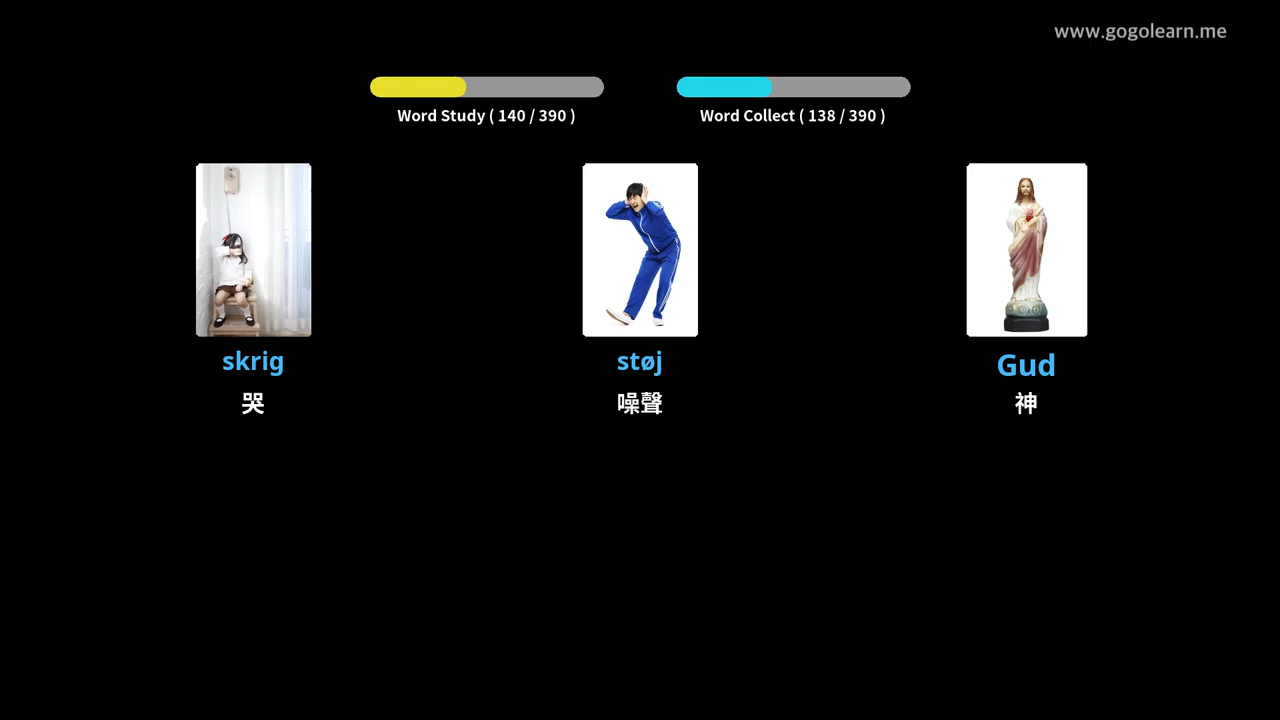 www.gogolearn.me
Word Study ( 140 / 390 )
Word Collect ( 138 / 390 )
skrig
støj
Gud
哭
噪聲
神